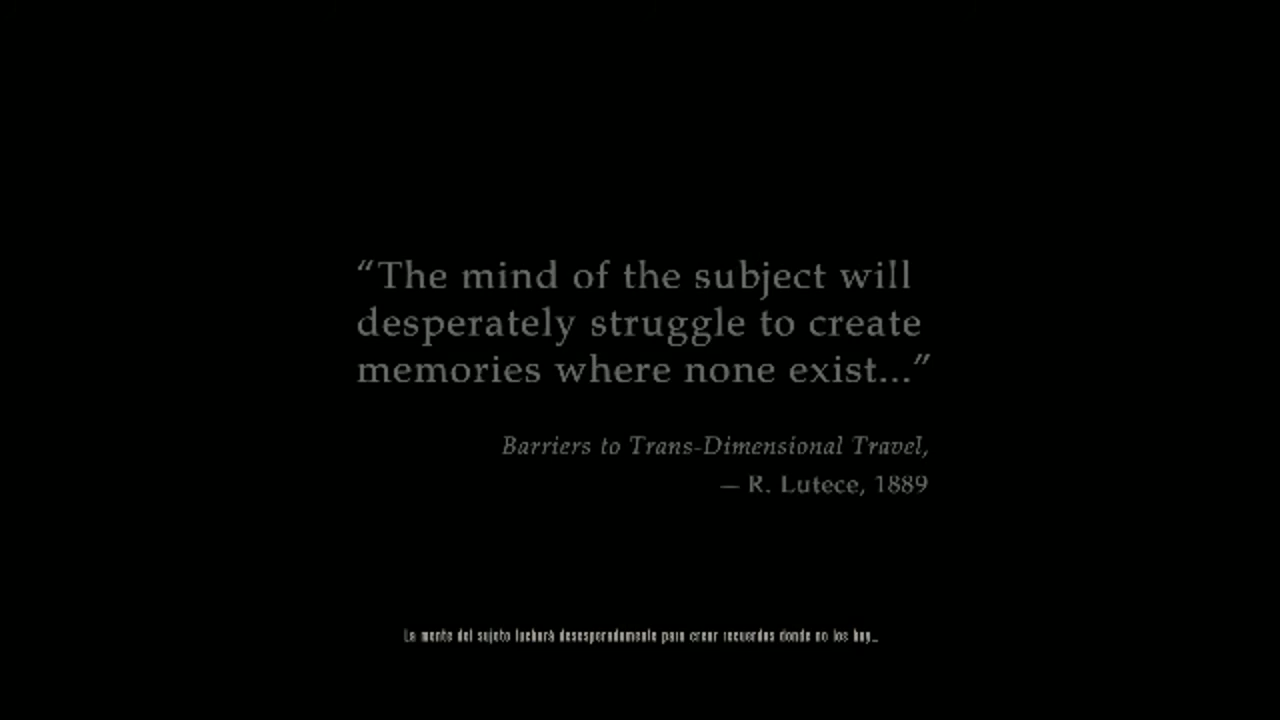 “The mind of the subject will
desperately struggle to create
memories where none exist...”
Barriers to Trans-Dimensional Travel,
— R. Lutece, 1889
La mente del sujeto luchará desesperadamente para crear recuerdos donde no los hay...